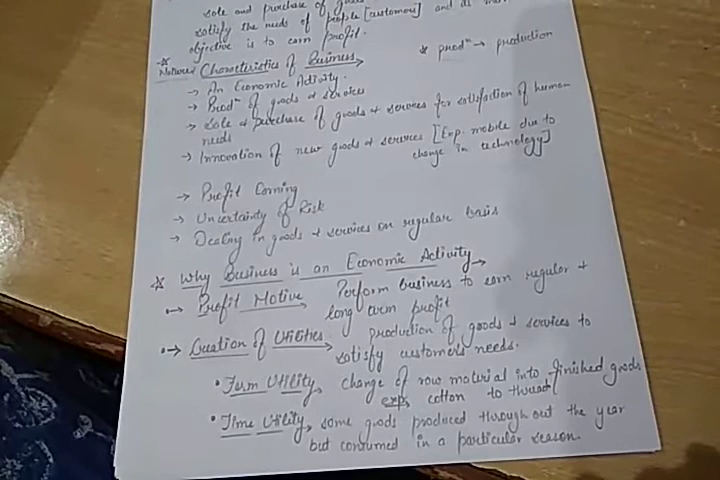 sale and purchase of
satisfy the needs of people [customers] and its main
objective is to earn profit.
* prodⁿ → production
* Nature/ Characteristics of Business →
→ An Economic Activity.
→ Prodⁿ of goods & services
→ Sale & purchase of goods & services for satisfaction of human
needs
→ Innovation of new goods & services [Exp. mobile due to
change in technology]
→ Profit Earning
→ Uncertainty of Risk
→ Dealing in goods & services on regular basis
* Why Business is an Economic Activity →
•→ Profit Motive → Perform business to earn regular &
long term profit
•→ Creation of Utilities → production of goods & services to
satisfy customers needs.
• Form Utility → change of raw material into finished goods
exp → cotton to thread
• Time Utility → some goods produced throughout the year
but consumed in a particular season.